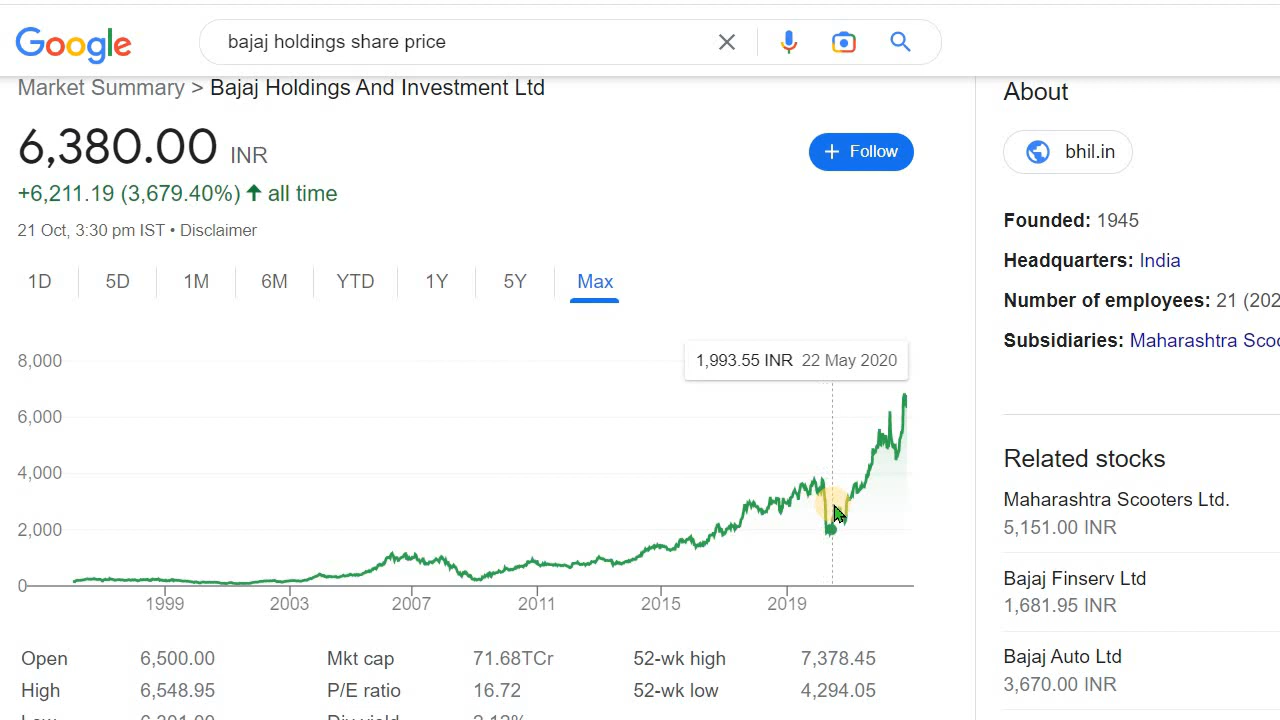 Google
bajaj holdings share price
Market Summary > Bajaj Holdings And Investment Ltd
6,380.00 INR
+ Follow
+6,211.19 (3,679.40%) ↑ all time
21 Oct, 3:30 pm IST • Disclaimer
1D 5D 1M 6M YTD 1Y 5Y Max
1,993.55 INR 22 May 2020
8,000
6,000
4,000
2,000
0
1999 2003 2007 2011 2015 2019
Open 6,500.00 Mkt cap 71.68TCr 52-wk high 7,378.45
High 6,548.95 P/E ratio 16.72 52-wk low 4,294.05
About
bhil.in
Founded: 1945
Headquarters: India
Number of employees: 21 (202
Subsidiaries: Maharashtra Scoo
Related stocks
Maharashtra Scooters Ltd.
5,151.00 INR
Bajaj Finserv Ltd
1,681.95 INR
Bajaj Auto Ltd
3,670.00 INR